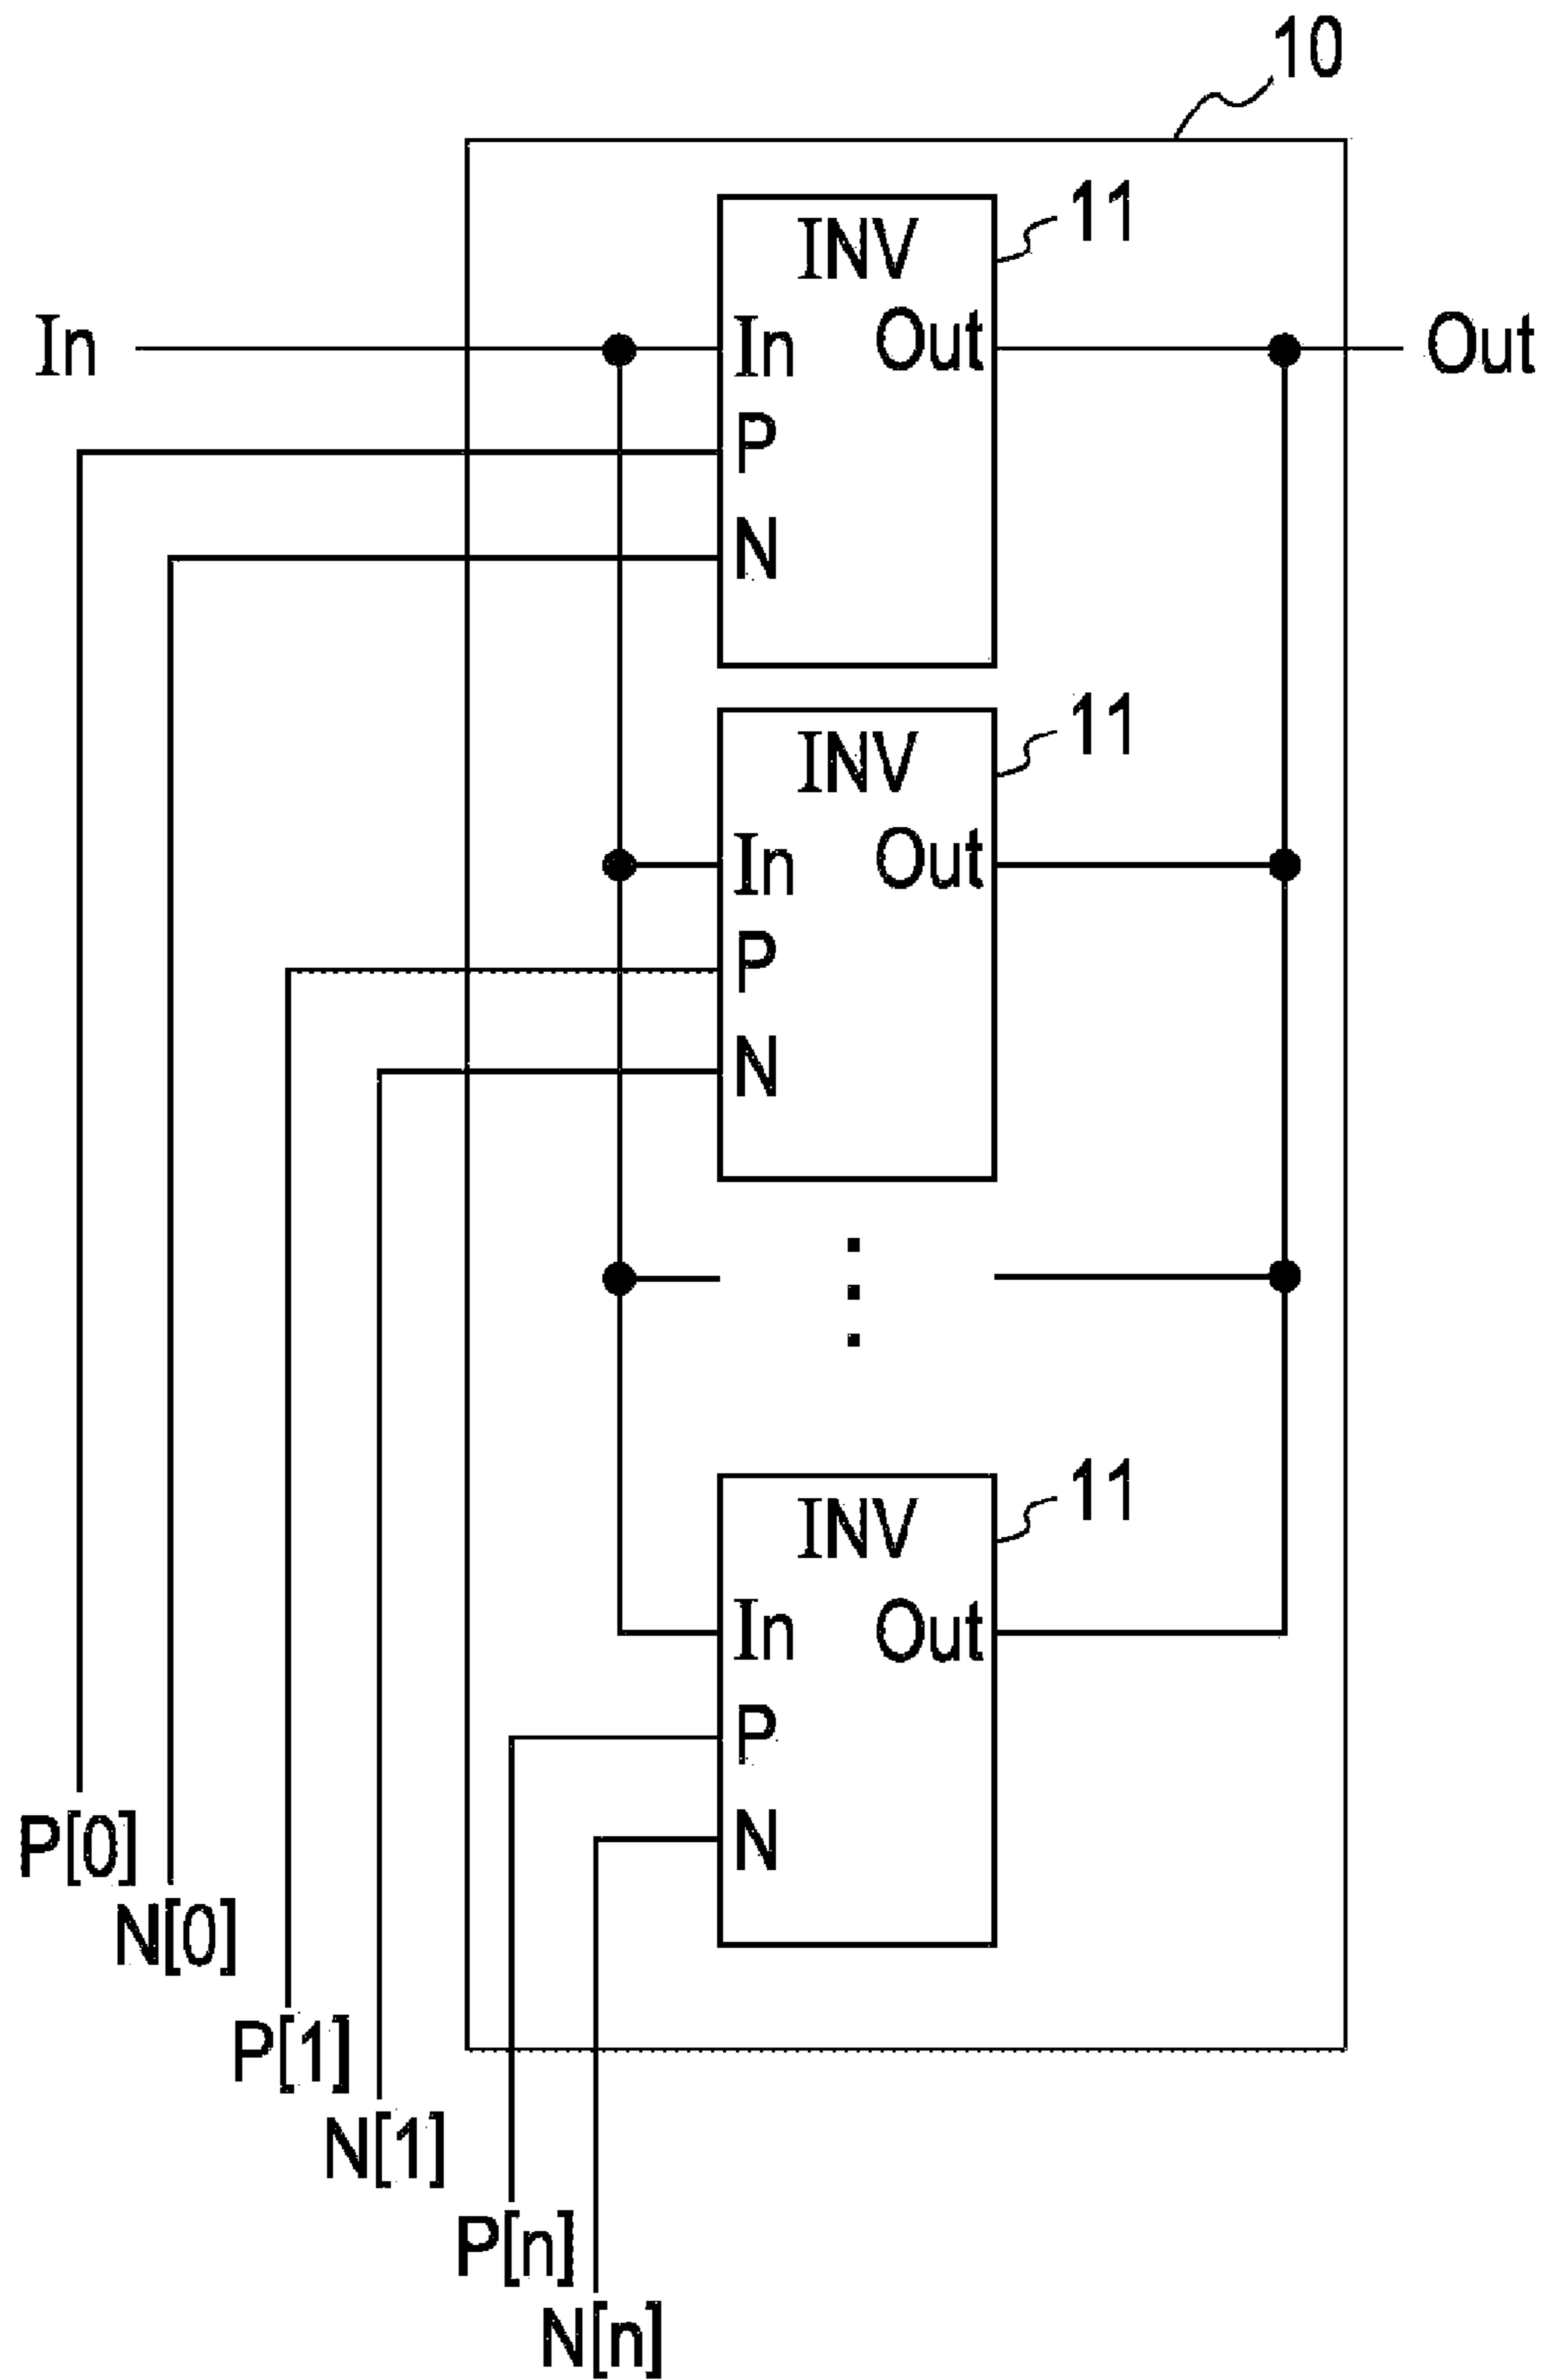 10
11
INV
In
In
Out
Out
P
N
11
INV
In
Out
P
N
11
INV
In
Out
P
N
P[0]
N[0]
P[1]
N[1]
P[n]
N[n]